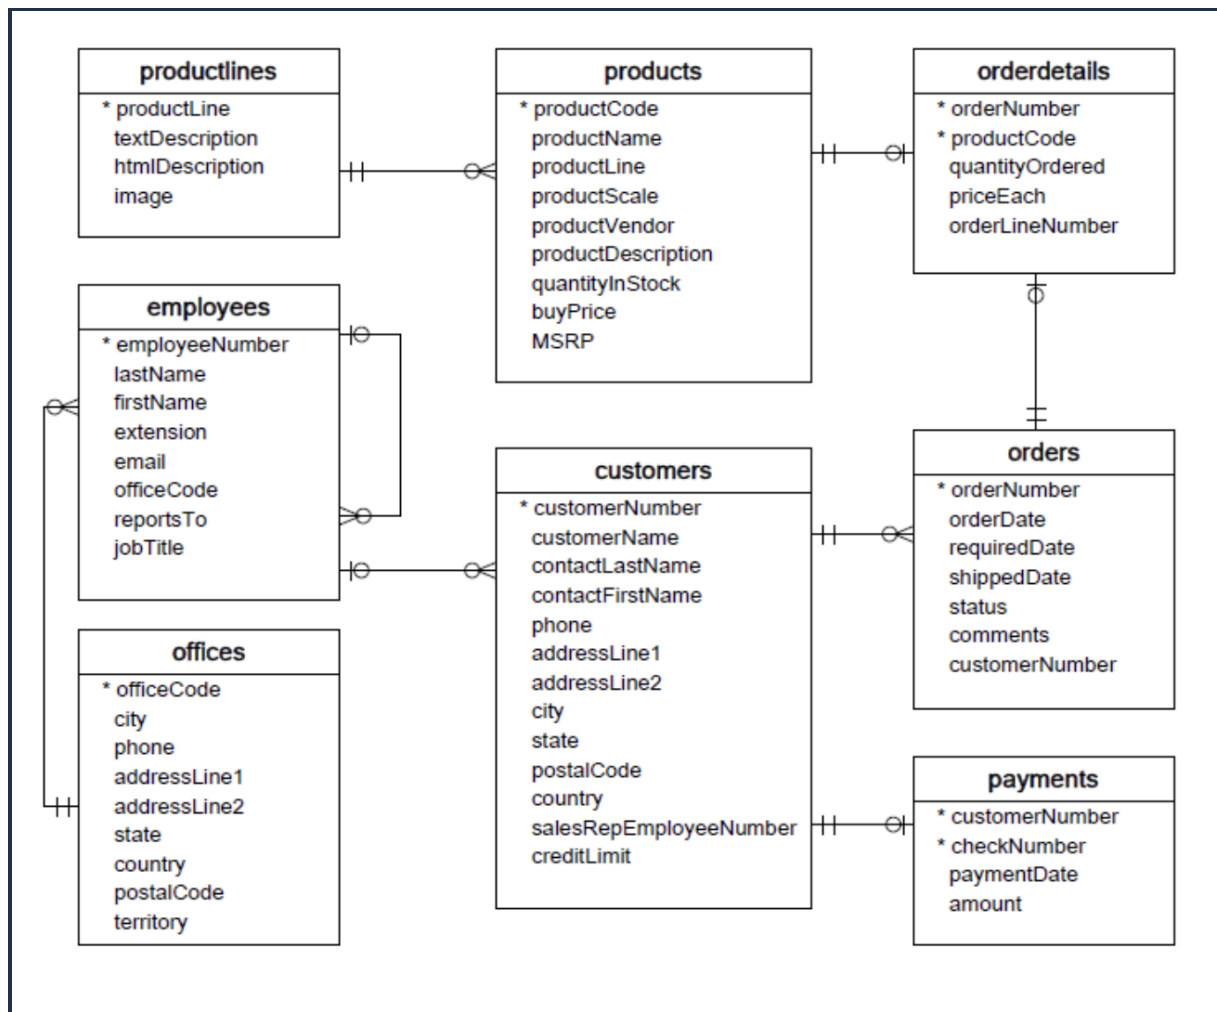 productlines
* productLine
textDescription
htmlDescription
image
products
* productCode
productName
productLine
productScale
productVendor
productDescription
quantityInStock
buyPrice
MSRP
orderdetails
* orderNumber
* productCode
quantityOrdered
priceEach
orderLineNumber
employees
* employeeNumber
lastName
firstName
extension
email
officeCode
reportsTo
jobTitle
customers
* customerNumber
customerName
contactLastName
contactFirstName
phone
addressLine1
addressLine2
city
state
postalCode
country
salesRepEmployeeNumber
creditLimit
orders
* orderNumber
orderDate
requiredDate
shippedDate
status
comments
customerNumber
offices
* officeCode
city
phone
addressLine1
addressLine2
state
country
postalCode
territory
payments
* customerNumber
* checkNumber
paymentDate
amount